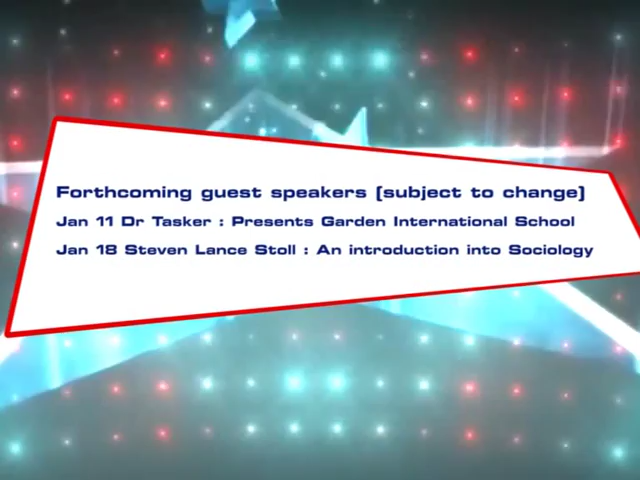 Forthcoming guest speakers (subject to change)
Jan 11 Dr Tasker : Presents Garden International School
Jan 18 Steven Lance Stoll : An introduction into Sociology